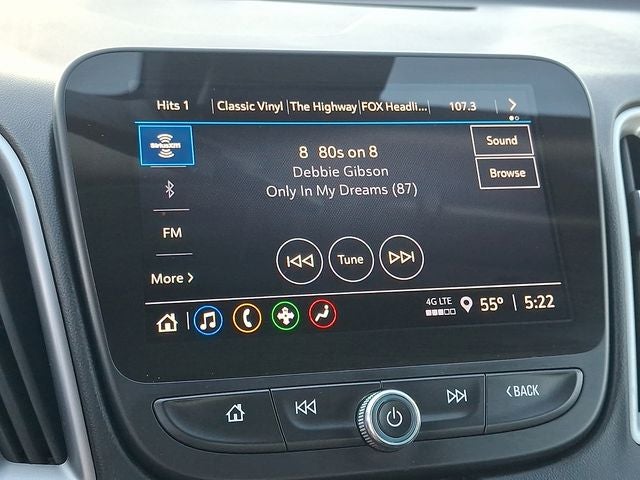 Hits 1 Classic Vinyl The Highway FOX Headli... 107.3
SiriusXM
8 80s on 8
Debbie Gibson
Only In My Dreams (87)
Sound
Browse
FM
More
Tune
4G LTE
55° 5:22
BACK